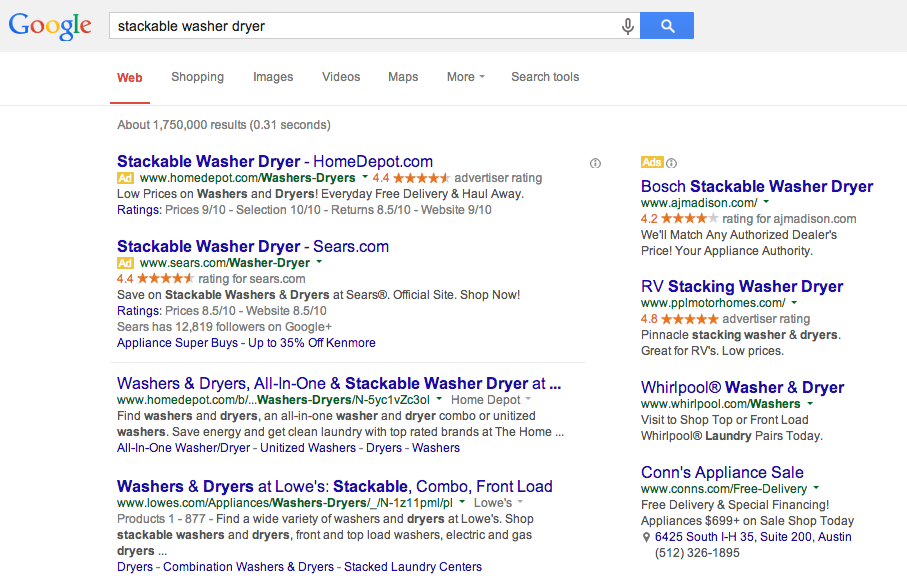 Google
stackable washer dryer
Web Shopping Images Videos Maps More Search tools
About 1,750,000 results (0.31 seconds)
Stackable Washer Dryer - HomeDepot.com
Ad www.homedepot.com/Washers-Dryers 4.4 advertiser rating
Low Prices on Washers and Dryers! Everyday Free Delivery & Haul Away.
Ratings: Prices 9/10 - Selection 10/10 - Returns 8.5/10 - Website 9/10
Stackable Washer Dryer - Sears.com
Ad www.sears.com/Washer-Dryer
4.4 rating for sears.com
Save on Stackable Washers & Dryers at Sears®. Official Site. Shop Now!
Ratings: Prices 8.5/10 - Website 8.5/10
Sears has 12,819 followers on Google+
Appliance Super Buys - Up to 35% Off Kenmore
Washers & Dryers, All-In-One & Stackable Washer Dryer at ...
www.homedepot.com/b/...Washers-Dryers/N-5yc1vZc3ol Home Depot
Find washers and dryers, an all-in-one washer and dryer combo or unitized
washers. Save energy and get clean laundry with top rated brands at The Home ...
All-In-One Washer/Dryer - Unitized Washers - Dryers - Washers
Washers & Dryers at Lowe's: Stackable, Combo, Front Load
www.lowes.com/Appliances/Washers-Dryers/_/N-1z11pml/pl Lowe's
Products 1 - 877 - Find a wide variety of washers and dryers at Lowe's. Shop
stackable washers and dryers, front and top load washers, electric and gas
dryers ...
Dryers - Combination Washers & Dryers - Stacked Laundry Centers
Ads
Bosch Stackable Washer Dryer
www.ajmadison.com/
4.2 rating for ajmadison.com
We'll Match Any Authorized Dealer's
Price! Your Appliance Authority.
RV Stacking Washer Dryer
www.pplmotorhomes.com/
4.8 advertiser rating
Pinnacle stacking washer & dryers.
Great for RV's. Low prices.
Whirlpool® Washer & Dryer
www.whirlpool.com/Washers
Visit to Shop Top or Front Load
Whirlpool® Laundry Pairs Today.
Conn's Appliance Sale
www.conns.com/Free-Delivery
Free Delivery & Special Financing!
Appliances $699+ on Sale Shop Today
6425 South I-H 35, Suite 200, Austin
(512) 326-1895